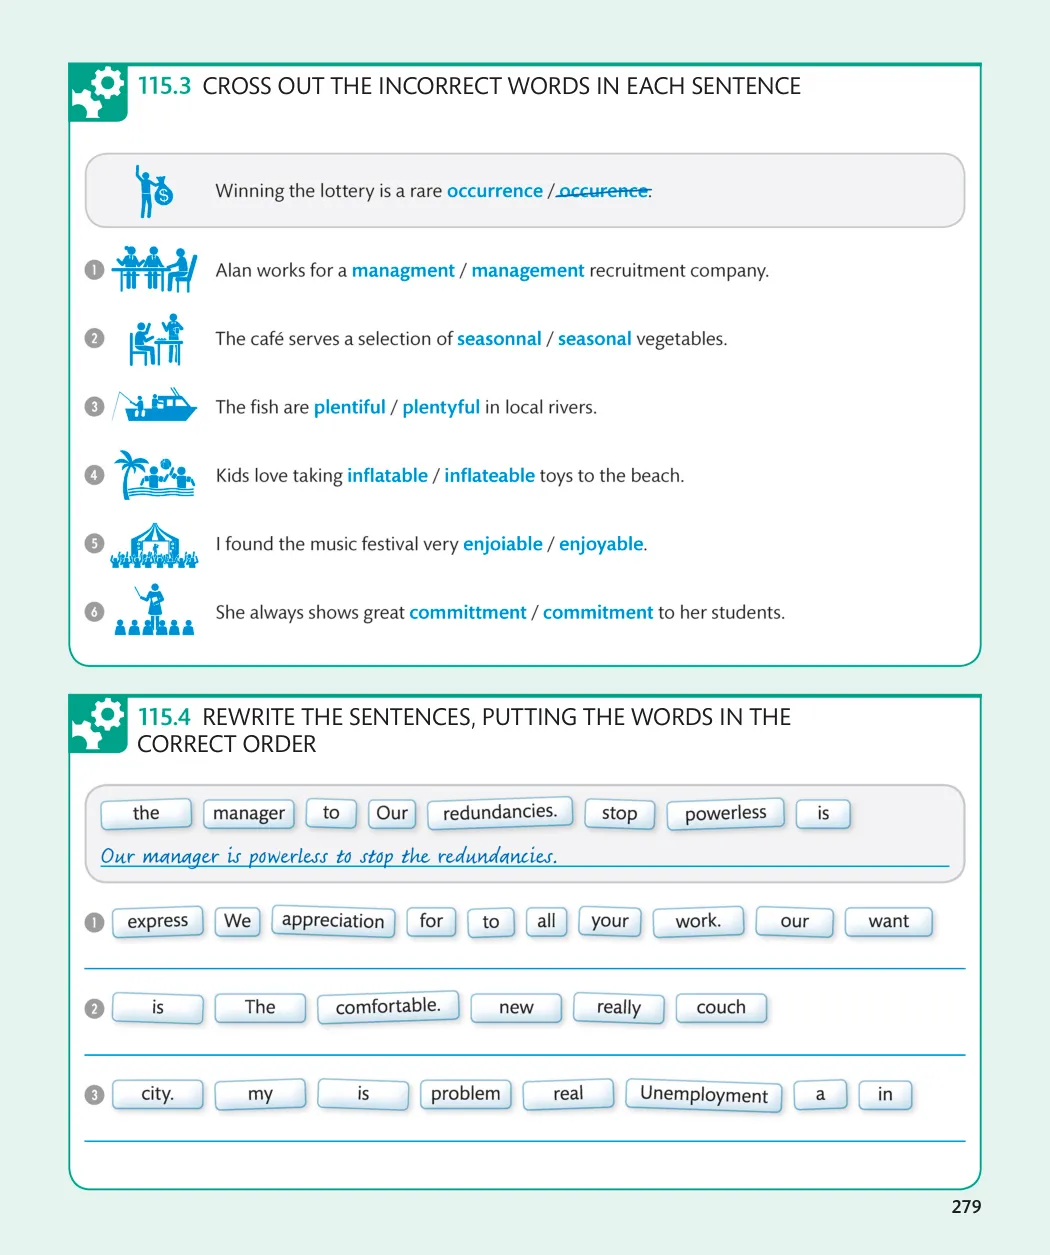 115.3 CROSS OUT THE INCORRECT WORDS IN EACH SENTENCE
Winning the lottery is a rare occurrence / occurence.
1 Alan works for a managment / management recruitment company.
2 The café serves a selection of seasonnal / seasonal vegetables.
3 The fish are plentiful / plentyful in local rivers.
4 Kids love taking inflatable / inflateable toys to the beach.
5 I found the music festival very enjoiable / enjoyable.
6 She always shows great committment / commitment to her students.
115.4 REWRITE THE SENTENCES, PUTTING THE WORDS IN THE
CORRECT ORDER
the manager to Our redundancies. stop powerless is
Our manager is powerless to stop the redundancies.
1 express We appreciation for to all your work. our want
2 is The comfortable. new really couch
3 city. my is problem real Unemployment a in
279